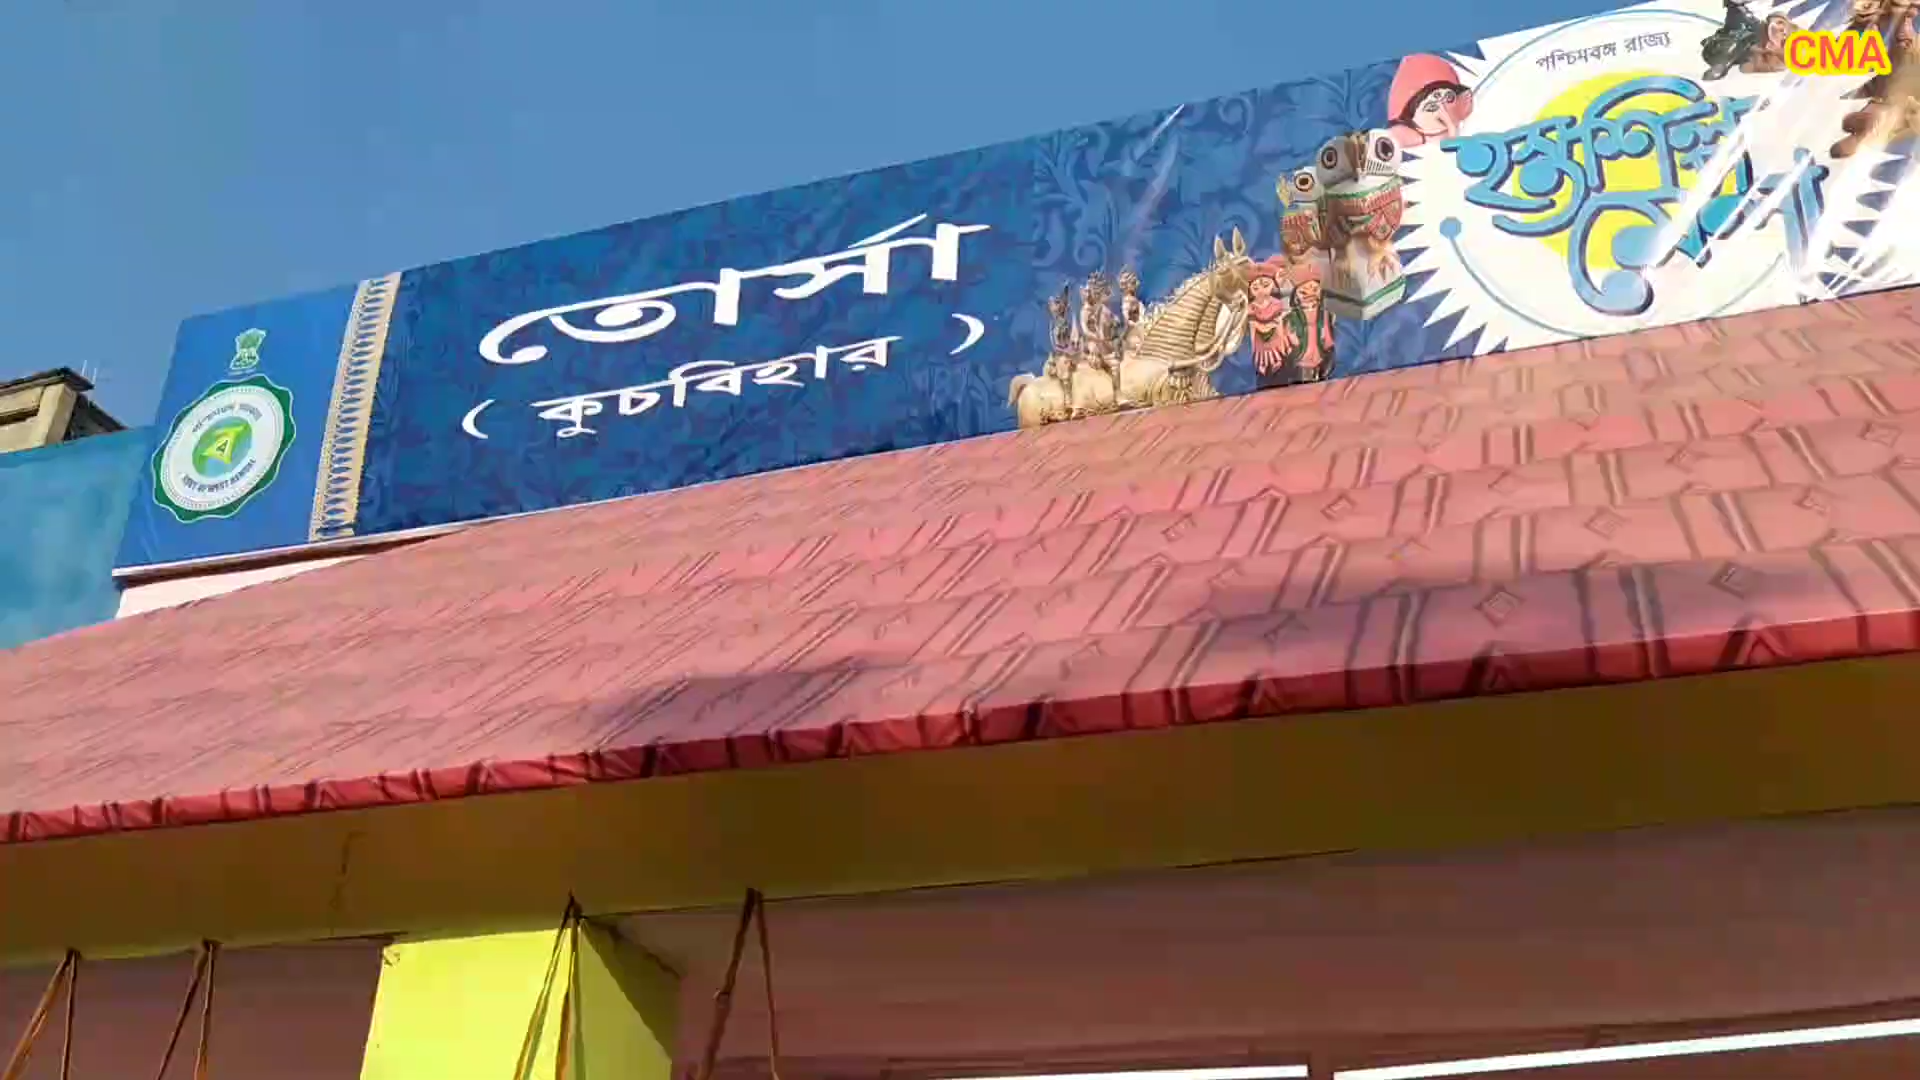 তোর্সা
( কুচবিহার )
পশ্চিমবঙ্গ রাজ্য
হস্তশিল্প
মেলা
CMA